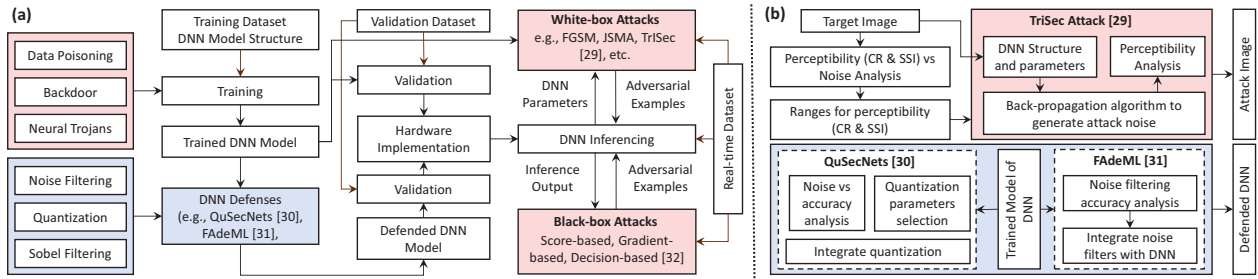 (a)
Data Poisoning
Backdoor
Neural Trojans
Noise Filtering
Quantization
Sobel Filtering
Training Dataset
DNN Model Structure
Training
Trained DNN Model
DNN Defenses
(e.g., QuSecNets [30],
FAdeML [31],
Validation Dataset
Validation
Hardware
Implementation
Validation
Defended DNN
Model
White-box Attacks
e.g., FGSM, JSMA, TrISec
[29], etc.
DNN
Parameters
Adversarial
Examples
DNN Inferencing
Inference
Output
Adversarial
Examples
Black-box Attacks
Score-based, Gradient-
based, Decision-based [32]
Real-time Dataset
(b)
Target Image
Perceptibility (CR & SSI) vs
Noise Analysis
Ranges for perceptibility
(CR & SSI)
TriSec Attack [29]
DNN Structure
and parameters
Perceptibility
Analysis
Back-propagation algorithm to
generate attack noise
Attack Image
QuSecNets [30]
Noise vs
accuracy
analysis
Quantization
parameters
selection
Integrate quantization
Trained Model of
DNN
FAdeML [31]
Noise filtering
accuracy analysis
Integrate noise
filters with DNN
Defended DNN